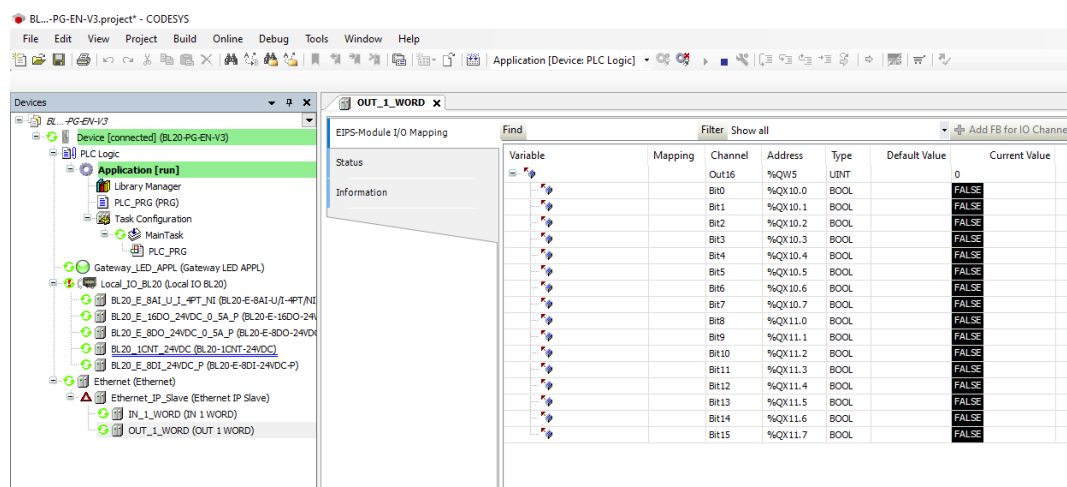 BL...-PG-EN-V3.project* - CODESYS
File Edit View Project Build Online Debug Tools Window Help
Application [Device: PLC Logic]
Devices
BL...-PG-EN-V3
Device [connected] (BL20-PG-EN-V3)
PLC Logic
Application [run]
Library Manager
PLC_PRG (PRG)
Task Configuration
MainTask
PLC_PRG
Gateway_LED_APPL (Gateway LED APPL)
Local_IO_BL20 (Local IO BL20)
BL20_E_8AI_U_I_4PT_NI (BL20-E-8AI-U/I-4PT/NI
BL20_E_16DO_24VDC_0_5A_P (BL20-E-16DO-24V
BL20_E_8DO_24VDC_0_5A_P (BL20-E-8DO-24VD
BL20_1CNT_24VDC (BL20-1CNT-24VDC)
BL20_E_8DI_24VDC_P (BL20-E-8DI-24VDC-P)
Ethernet (Ethernet)
Ethernet_IP_Slave (Ethernet IP Slave)
IN_1_WORD (IN 1 WORD)
OUT_1_WORD (OUT 1 WORD)
OUT_1_WORD x
EIPS-Module I/O Mapping
Status
Information
Find Filter Show all Add FB for IO Channe
Variable Mapping Channel Address Type Default Value Current Value
Out16 %QW5 UINT 0
Bit0 %QX10.0 BOOL FALSE
Bit1 %QX10.1 BOOL FALSE
Bit2 %QX10.2 BOOL FALSE
Bit3 %QX10.3 BOOL FALSE
Bit4 %QX10.4 BOOL FALSE
Bit5 %QX10.5 BOOL FALSE
Bit6 %QX10.6 BOOL FALSE
Bit7 %QX10.7 BOOL FALSE
Bit8 %QX11.0 BOOL FALSE
Bit9 %QX11.1 BOOL FALSE
Bit10 %QX11.2 BOOL FALSE
Bit11 %QX11.3 BOOL FALSE
Bit12 %QX11.4 BOOL FALSE
Bit13 %QX11.5 BOOL FALSE
Bit14 %QX11.6 BOOL FALSE
Bit15 %QX11.7 BOOL FALSE